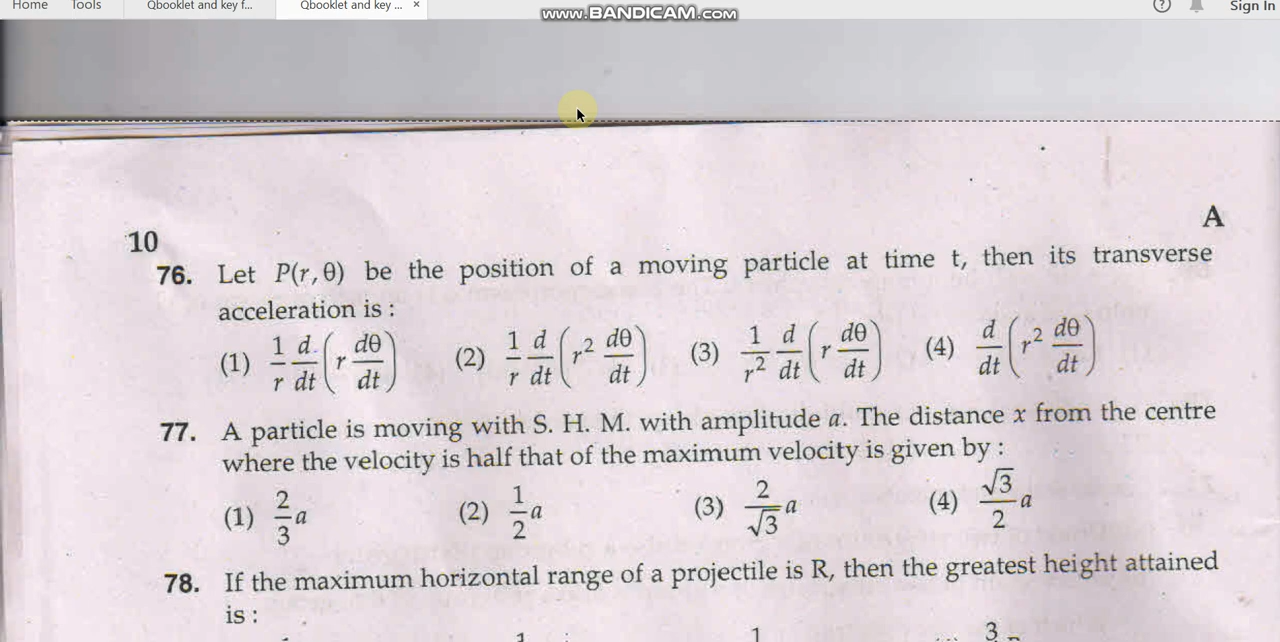 Home Tools Qbooklet and key f... Qbooklet and key ... × Sign In
www.BANDICAM.com
A
10
76. Let P(r, θ) be the position of a moving particle at time t, then its transverse
acceleration is :
(1) 1/r d/dt (r dθ/dt) (2) 1/r d/dt (r² dθ/dt) (3) 1/r² d/dt (r dθ/dt) (4) d/dt (r² dθ/dt)
77. A particle is moving with S. H. M. with amplitude a. The distance x from the centre
where the velocity is half that of the maximum velocity is given by :
(1) 2/3 a (2) 1/2 a (3) 2/√3 a (4) √3/2 a
78. If the maximum horizontal range of a projectile is R, then the greatest height attained
is :